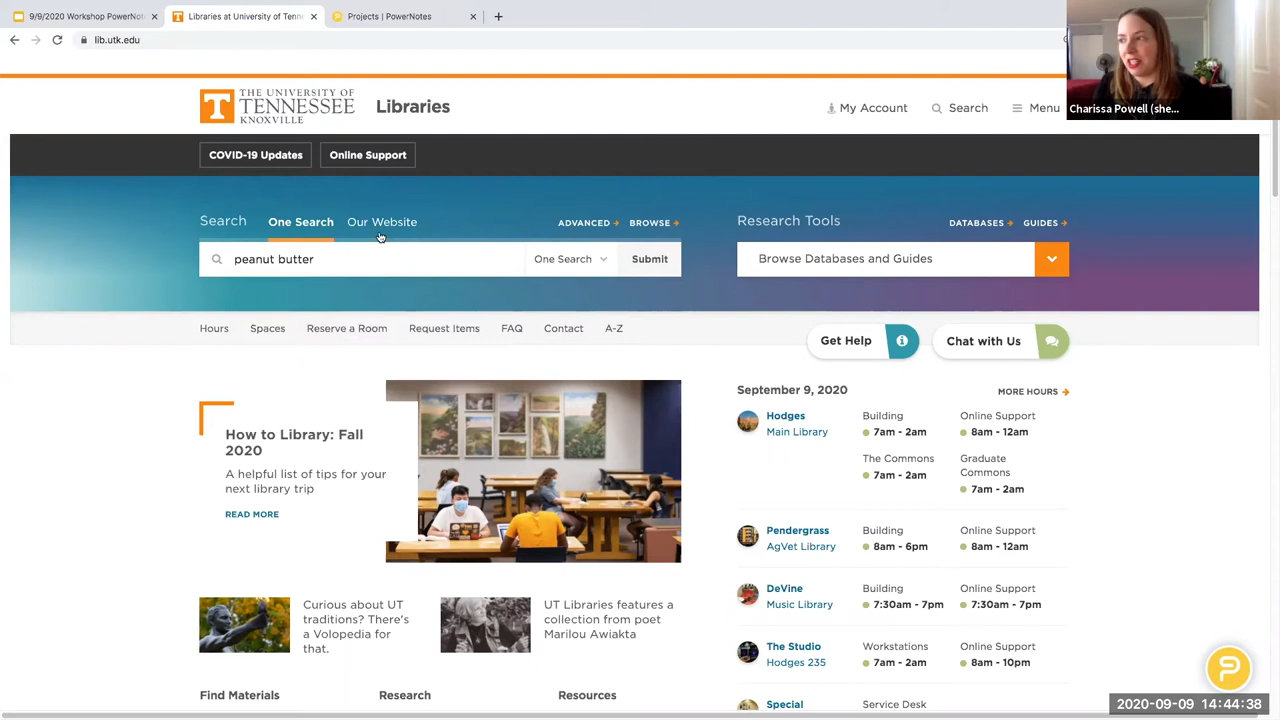 9/9/2020 Workshop PowerNot
Libraries at University of Tenne
Projects | PowerNotes
lib.utk.edu
Charissa Powell (she...
THE UNIVERSITY OF
TENNESSEE
KNOXVILLE
Libraries
My Account
Search
Menu
COVID-19 Updates
Online Support
Search
One Search
Our Website
ADVANCED
BROWSE
Research Tools
DATABASES
GUIDES
peanut butter
One Search
Submit
Browse Databases and Guides
Hours
Spaces
Reserve a Room
Request Items
FAQ
Contact
A-Z
Get Help
Chat with Us
How to Library: Fall
2020
A helpful list of tips for your
next library trip
READ MORE
Curious about UT
traditions? There's
a Volopedia for
that.
UT Libraries features a
collection from poet
Marilou Awiakta
Find Materials
Research
Resources
September 9, 2020
MORE HOURS
Hodges
Main Library
Building
7am - 2am
Online Support
8am - 12am
The Commons
7am - 2am
Graduate
Commons
7am - 2am
Pendergrass
AgVet Library
Building
8am - 6pm
Online Support
8am - 12am
DeVine
Music Library
Building
7:30am - 7pm
Online Support
7:30am - 7pm
The Studio
Hodges 235
Workstations
7am - 2am
Online Support
8am - 10pm
Special
Service Desk
2020-09-09 14:44:38